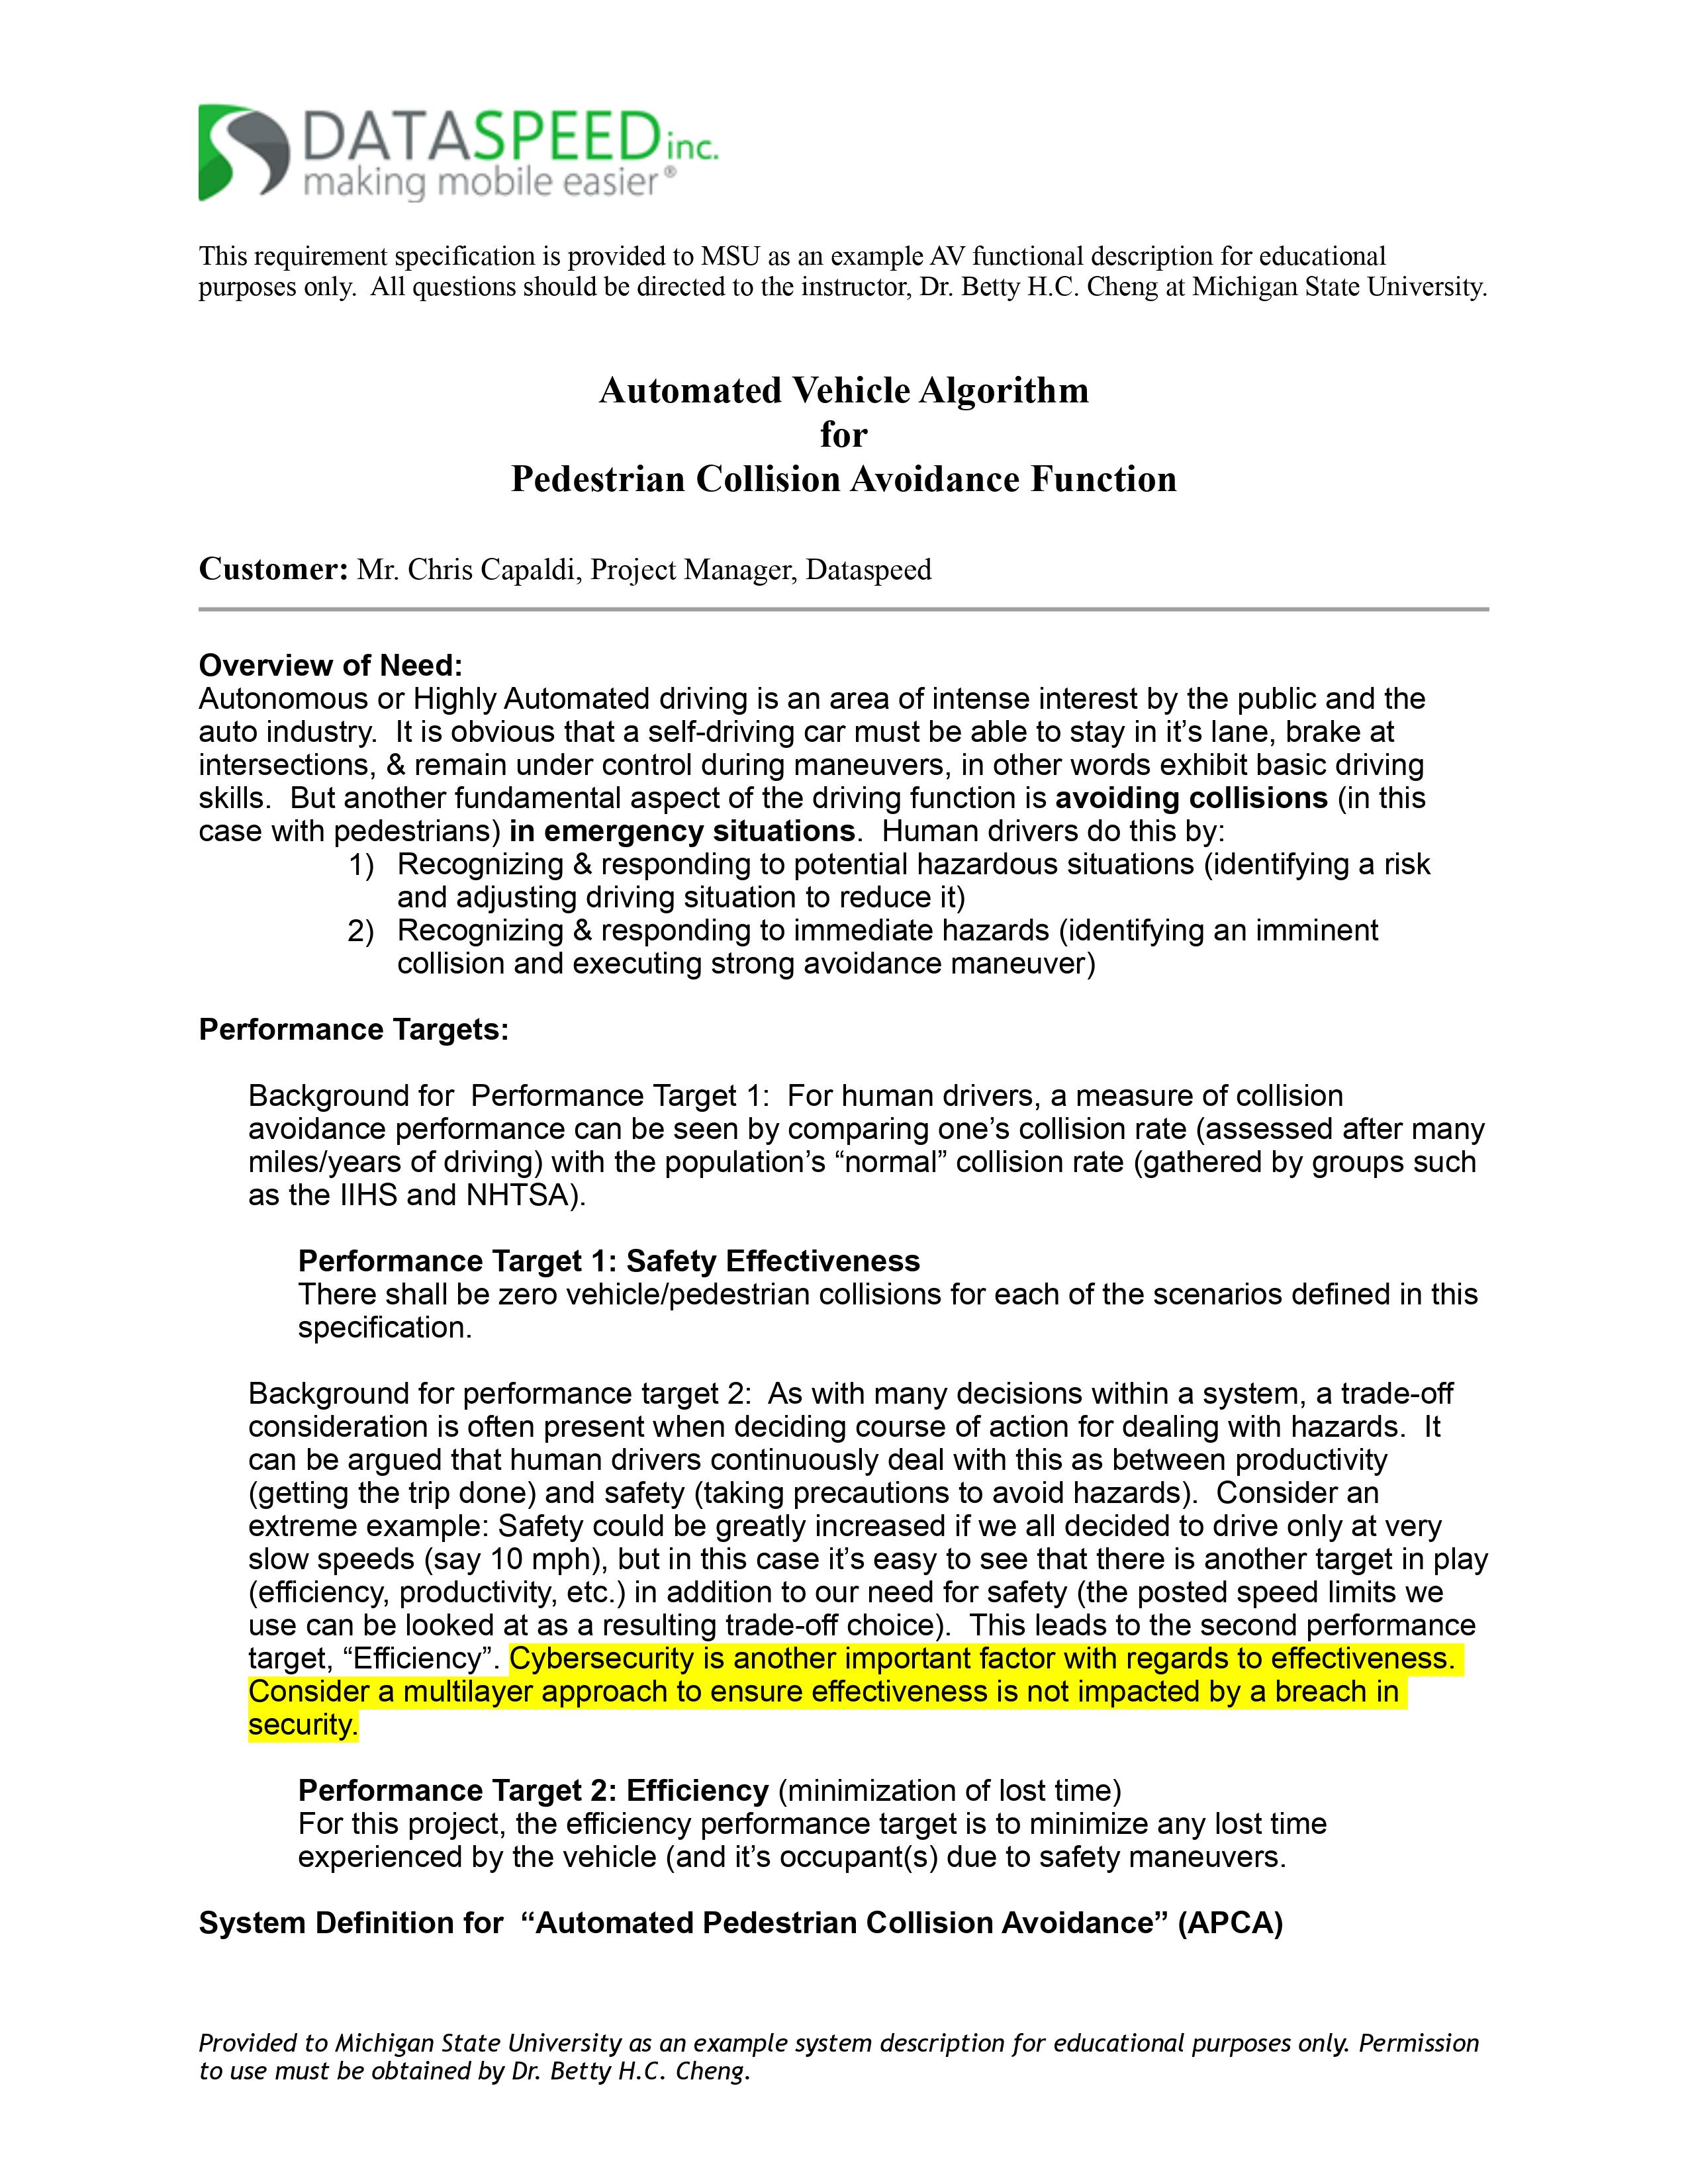 DATASPEED inc.
making mobile easier®
This requirement specification is provided to MSU as an example AV functional description for educational
purposes only.  All questions should be directed to the instructor, Dr. Betty H.C. Cheng at Michigan State University.
Automated Vehicle Algorithm
for
Pedestrian Collision Avoidance Function
Customer: Mr. Chris Capaldi, Project Manager, Dataspeed
Overview of Need:
Autonomous or Highly Automated driving is an area of intense interest by the public and the
auto industry.  It is obvious that a self-driving car must be able to stay in it’s lane, brake at
intersections, & remain under control during maneuvers, in other words exhibit basic driving
skills.  But another fundamental aspect of the driving function is avoiding collisions (in this
case with pedestrians) in emergency situations.  Human drivers do this by:
1) Recognizing & responding to potential hazardous situations (identifying a risk
and adjusting driving situation to reduce it)
2) Recognizing & responding to immediate hazards (identifying an imminent
collision and executing strong avoidance maneuver)
Performance Targets:
Background for  Performance Target 1:  For human drivers, a measure of collision
avoidance performance can be seen by comparing one’s collision rate (assessed after many
miles/years of driving) with the population’s “normal” collision rate (gathered by groups such
as the IIHS and NHTSA).
Performance Target 1: Safety Effectiveness
There shall be zero vehicle/pedestrian collisions for each of the scenarios defined in this
specification.
Background for performance target 2:  As with many decisions within a system, a trade-off
consideration is often present when deciding course of action for dealing with hazards.  It
can be argued that human drivers continuously deal with this as between productivity
(getting the trip done) and safety (taking precautions to avoid hazards).  Consider an
extreme example: Safety could be greatly increased if we all decided to drive only at very
slow speeds (say 10 mph), but in this case it’s easy to see that there is another target in play
(efficiency, productivity, etc.) in addition to our need for safety (the posted speed limits we
use can be looked at as a resulting trade-off choice).  This leads to the second performance
target, “Efficiency”. Cybersecurity is another important factor with regards to effectiveness.
Consider a multilayer approach to ensure effectiveness is not impacted by a breach in
security.
Performance Target 2: Efficiency (minimization of lost time)
For this project, the efficiency performance target is to minimize any lost time
experienced by the vehicle (and it’s occupant(s) due to safety maneuvers.
System Definition for  “Automated Pedestrian Collision Avoidance” (APCA)
Provided to Michigan State University as an example system description for educational purposes only. Permission
to use must be obtained by Dr. Betty H.C. Cheng.